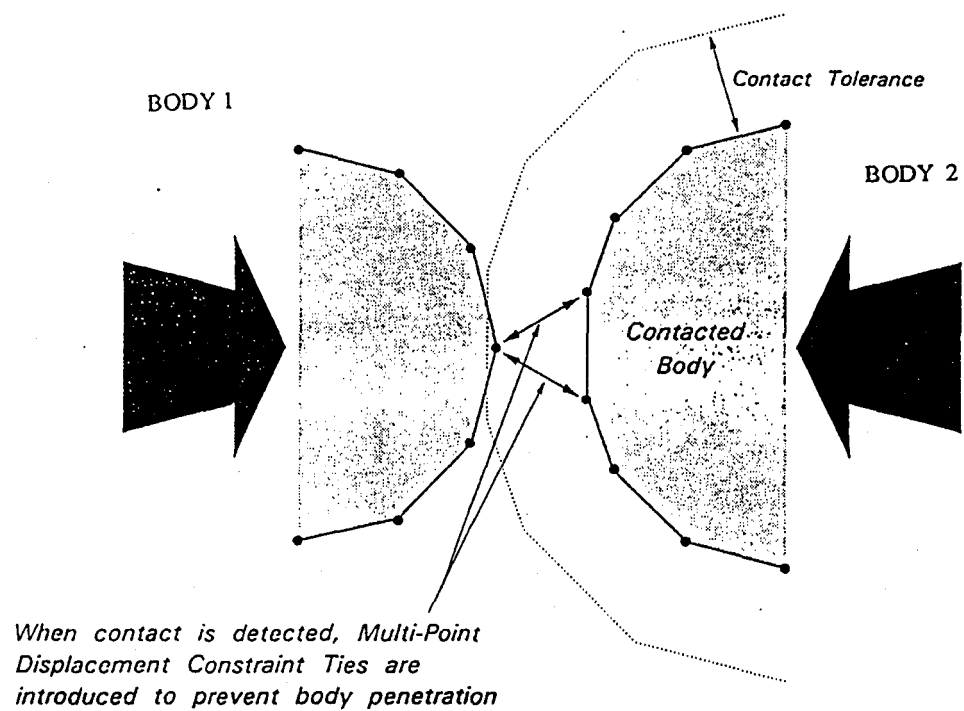 Contact Tolerance
BODY 1
BODY 2
Contacted
Body
When contact is detected, Multi-Point
Displacement Constraint Ties are
introduced to prevent body penetration